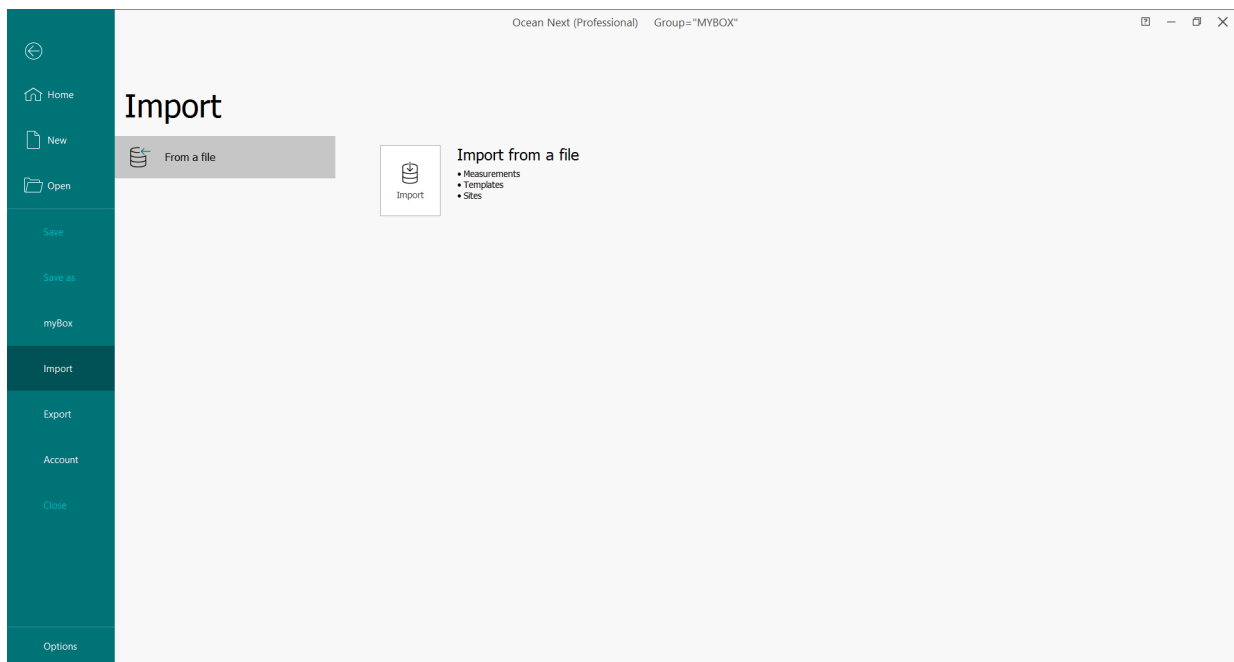 Ocean Next (Professional) Group="MYBOX"
Home
New
Open
Save
Save as
myBox
Import
Export
Account
Close
Options
Import
From a file
Import
Import from a file
• Measurements
• Templates
• Sites